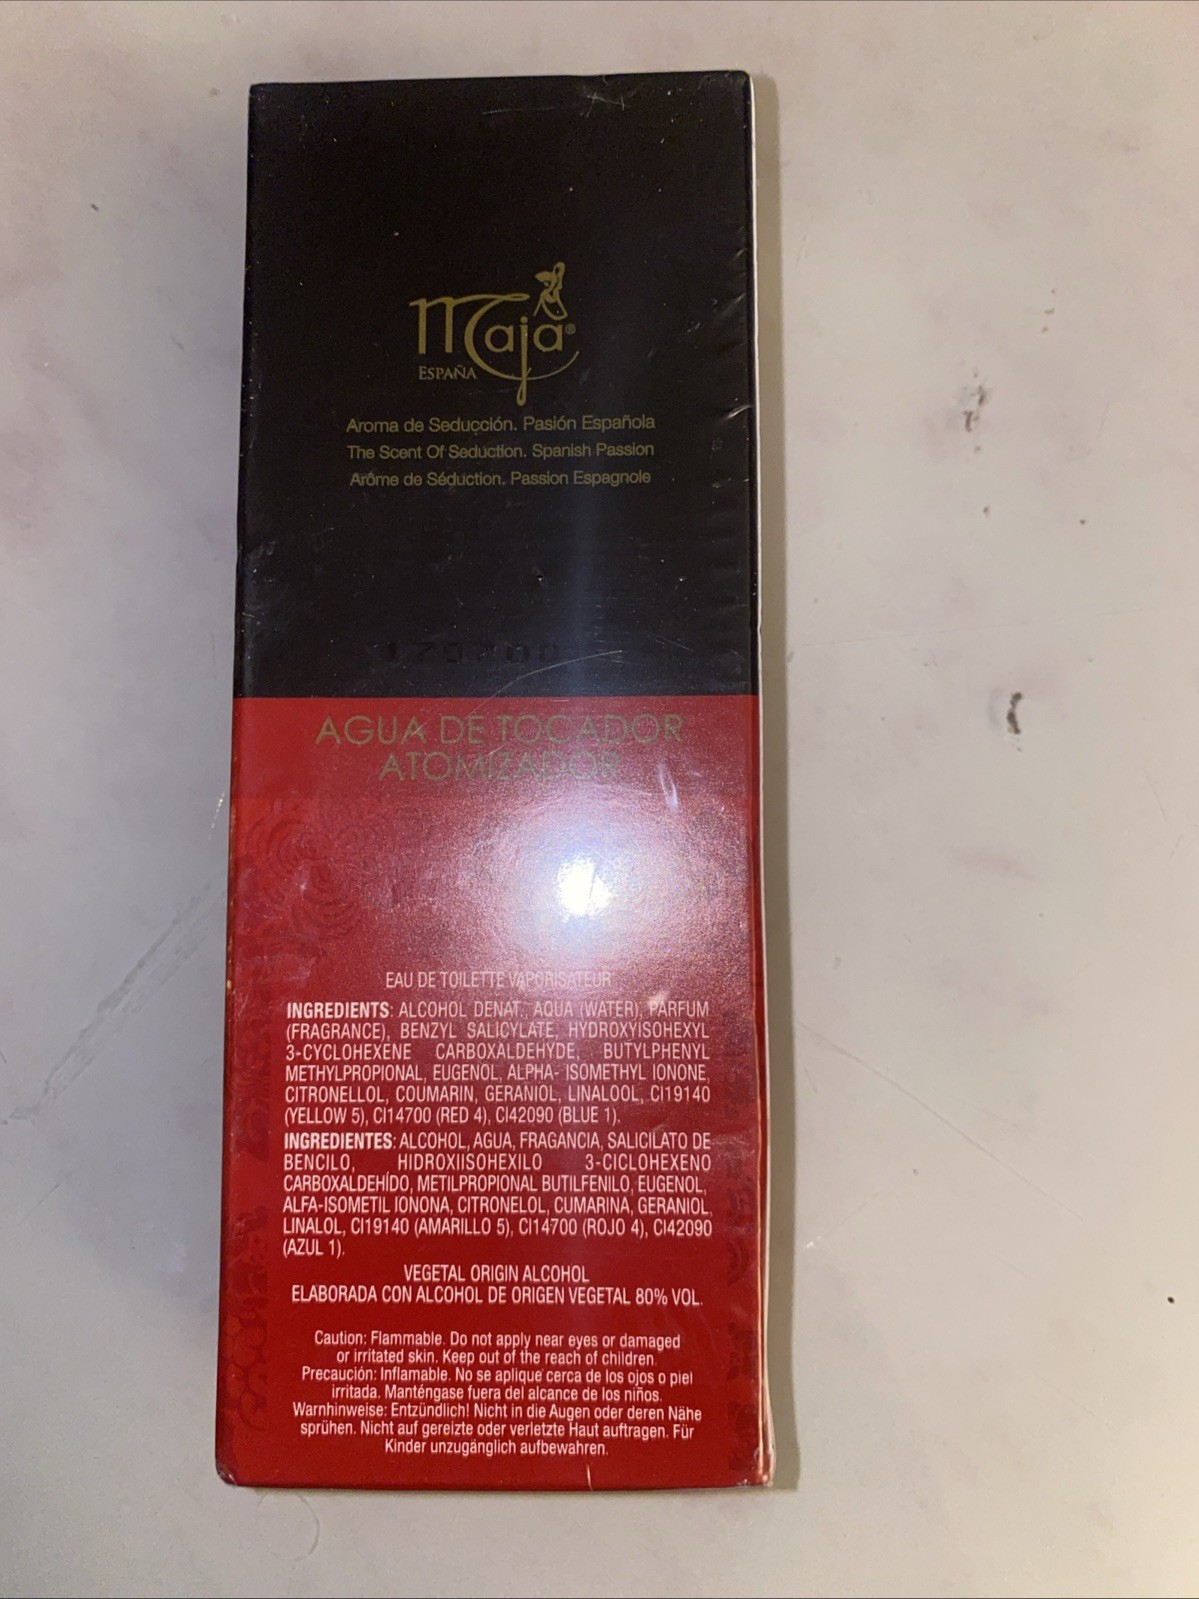 maja®
ESPAÑA
Aroma de Seducción. Pasión Española
The Scent Of Seduction. Spanish Passion
Arôme de Séduction. Passion Espagnole
AGUA DE TOCADOR
ATOMIZADOR
EAU DE TOILETTE VAPORISATEUR
INGREDIENTS: ALCOHOL DENAT., AQUA (WATER), PARFUM
(FRAGRANCE), BENZYL SALICYLATE, HYDROXYISOHEXYL
3-CYCLOHEXENE CARBOXALDEHYDE, BUTYLPHENYL
METHYLPROPIONAL, EUGENOL, ALPHA- ISOMETHYL IONONE,
CITRONELLOL, COUMARIN, GERANIOL, LINALOOL, CI19140
(YELLOW 5), CI14700 (RED 4), CI42090 (BLUE 1).
INGREDIENTES: ALCOHOL, AGUA, FRAGANCIA, SALICILATO DE
BENCILO, HIDROXIISOHEXILO 3-CICLOHEXENO
CARBOXALDEHÍDO, METILPROPIONAL BUTILFENILO, EUGENOL,
ALFA-ISOMETIL IONONA, CITRONELOL, CUMARINA, GERANIOL,
LINALOL, CI19140 (AMARILLO 5), CI14700 (ROJO 4), CI42090
(AZUL 1).
VEGETAL ORIGIN ALCOHOL
ELABORADA CON ALCOHOL DE ORIGEN VEGETAL 80% VOL.
Caution: Flammable. Do not apply near eyes or damaged
or irritated skin. Keep out of the reach of children.
Precaución: Inflamable. No se aplique cerca de los ojos o piel
irritada. Manténgase fuera del alcance de los niños.
Warnhinweise: Entzündlich! Nicht in die Augen oder deren Nähe
sprühen. Nicht auf gereizte oder verletzte Haut auftragen. Für
Kinder unzugänglich aufbewahren.